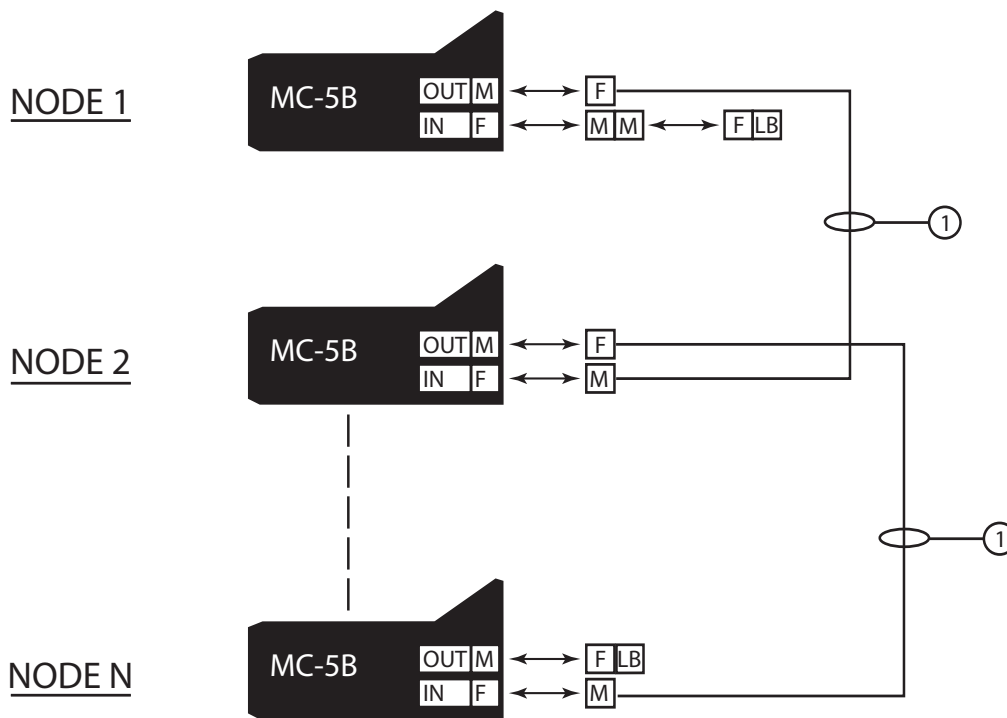 NODE 1
MC-5B
OUT M
F
IN F
M M
F LB
1
NODE 2
MC-5B
OUT M
F
IN F
M
1
NODE N
MC-5B
OUT M
F LB
IN F
M